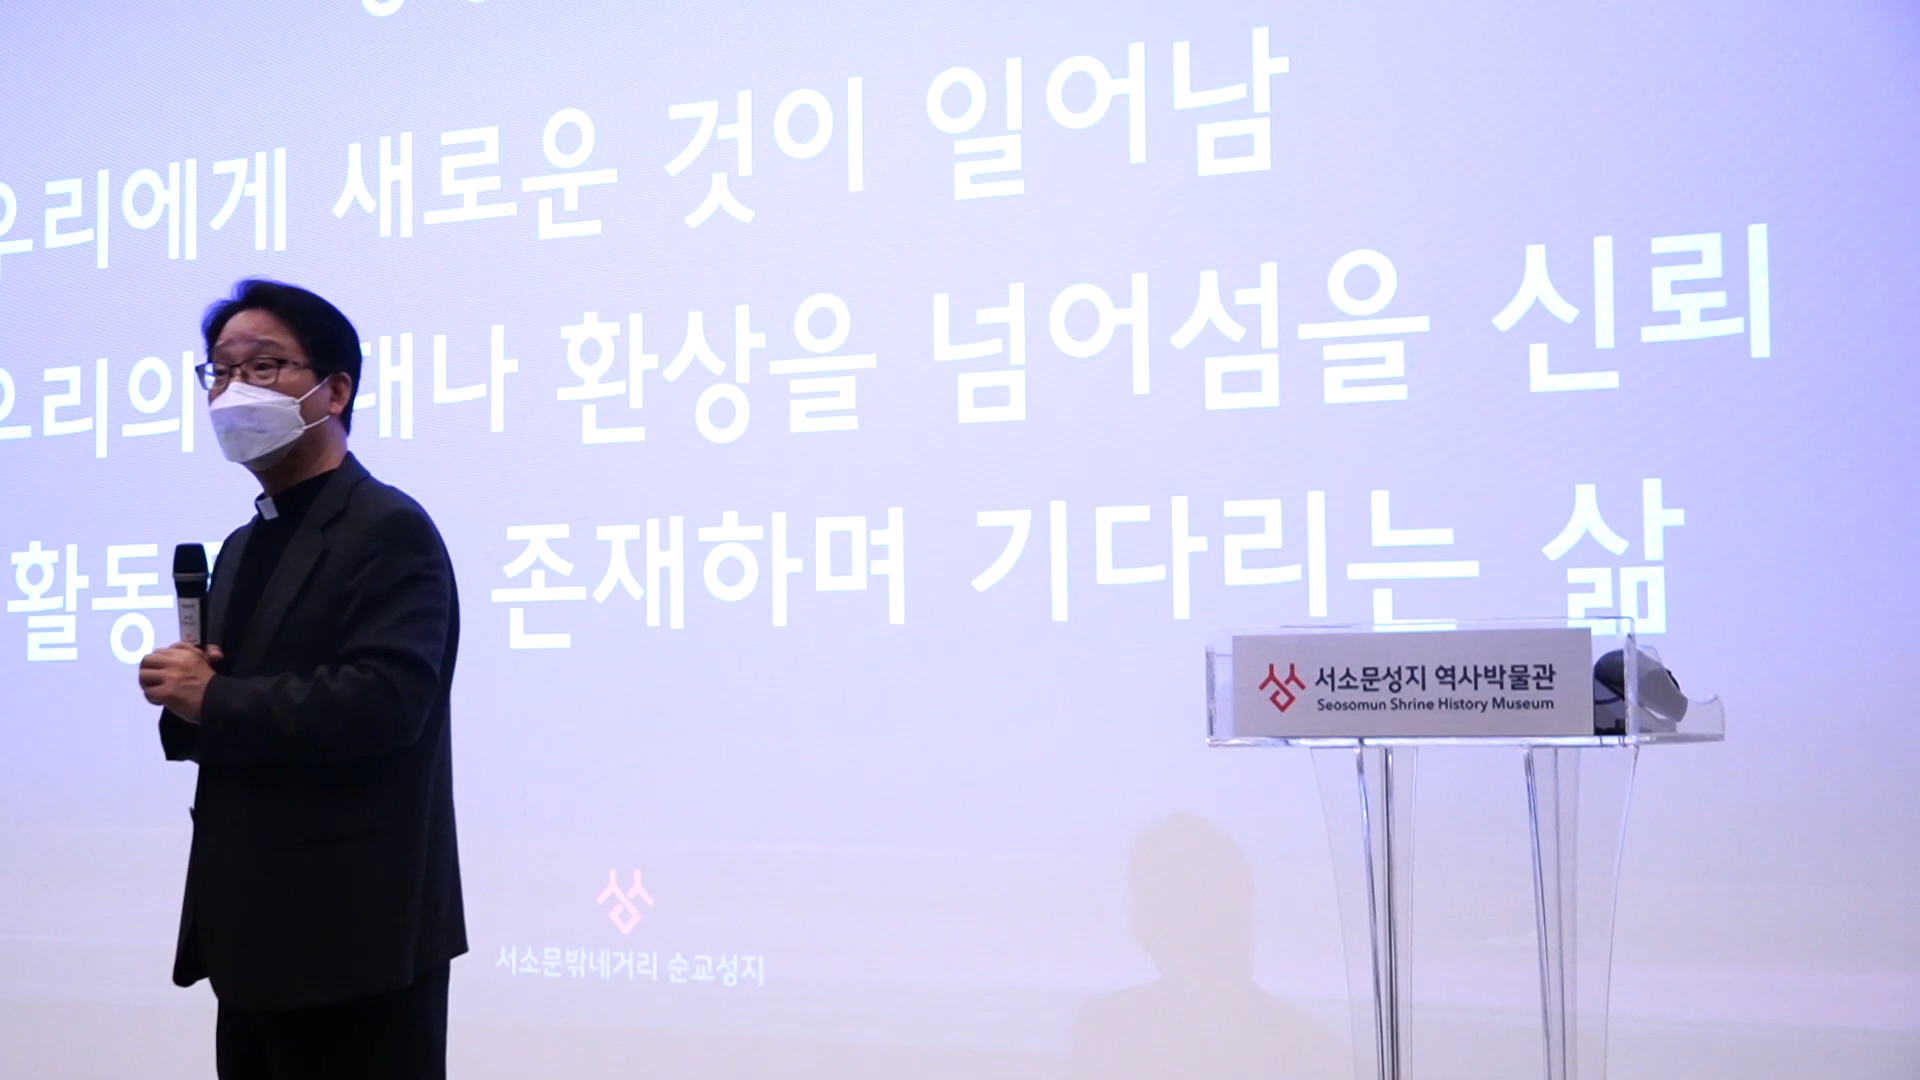 우리에게 새로운 것이 일어남
우리의 대나 환상을 넘어섬을 신뢰
활동 존재하며 기다리는 삶
서소문성지 역사박물관
Seosomun Shrine History Museum
서소문밖네거리 순교성지